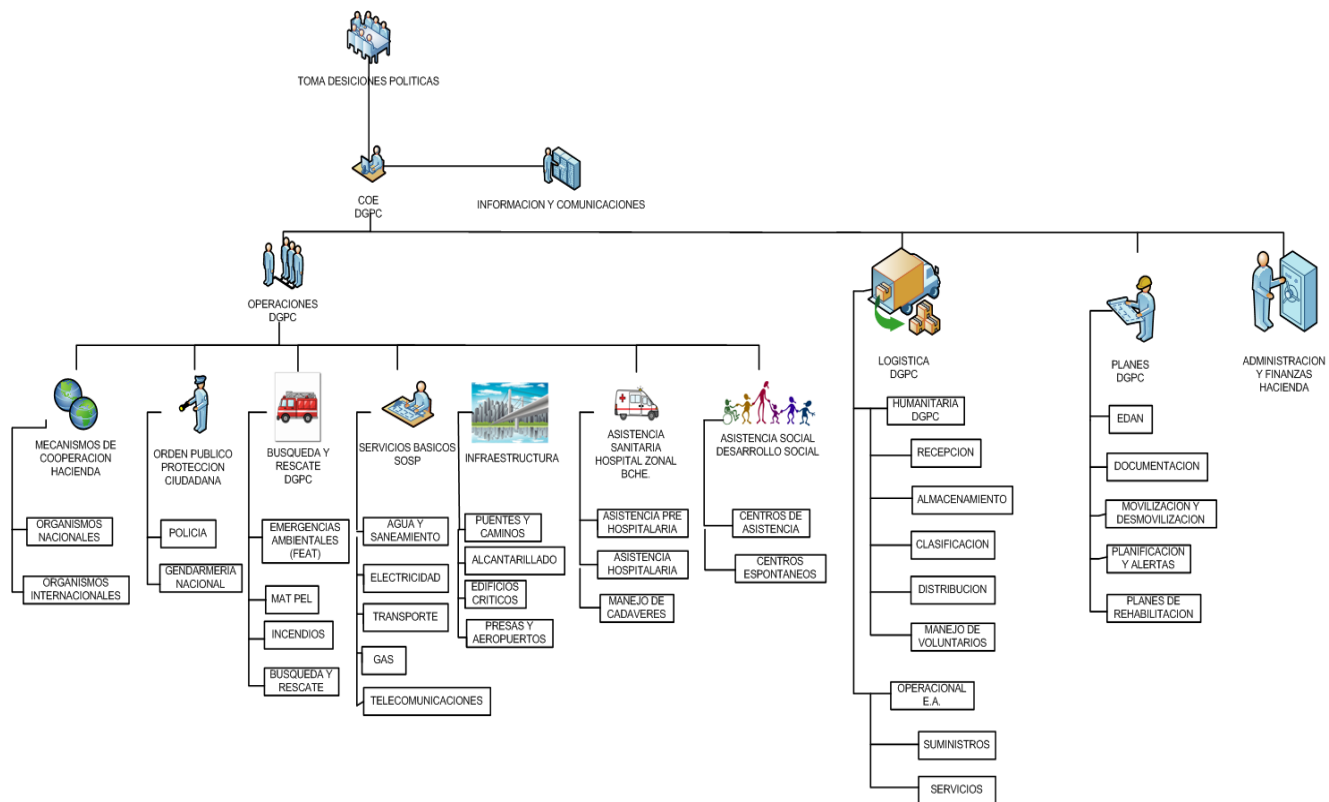 TOMA DESICIONES POLITICAS
COE
DGPC
INFORMACION Y COMUNICACIONES
OPERACIONES
DGPC
LOGISTICA
DGPC
PLANES
DGPC
ADMINISTRACION
Y FINANZAS
HACIENDA
MECANISMOS DE
COOPERACION
HACIENDA
ORGANISMOS
NACIONALES
ORGANISMOS
INTERNACIONALES
ORDEN PUBLICO
PROTECCION
CIUDADANA
POLICIA
GENDARMERIA
NACIONAL
BUSQUEDA Y
RESCATE
DGPC
EMERGENCIAS
AMBIENTALES
(FEAT)
MAT PEL
INCENDIOS
BUSQUEDA Y
RESCATE
SERVICIOS BASICOS
SOSP
AGUA Y
SANEAMIENTO
ELECTRICIDAD
TRANSPORTE
GAS
TELECOMUNICACIONES
INFRAESTRUCTURA
PUENTES Y
CAMINOS
ALCANTARILLADO
EDIFICIOS
CRITICOS
PRESAS Y
AEROPUERTOS
ASISTENCIA
SANITARIA
HOSPITAL ZONAL
BCHE.
ASISTENCIA PRE
HOSPITALARIA
ASISTENCIA
HOSPITALARIA
MANEJO DE
CADAVERES
ASISTENCIA SOCIAL
DESARROLLO SOCIAL
CENTROS DE
ASISTENCIA
CENTROS
ESPONTANEOS
HUMANITARIA
DGPC
RECEPCION
ALMACENAMIENTO
CLASIFICACION
DISTRIBUCION
MANEJO DE
VOLUNTARIOS
OPERACIONAL
E.A.
SUMINISTROS
SERVICIOS
EDAN
DOCUMENTACION
MOVILIZACION Y
DESMOVILIZACION
PLANIFICACION
Y ALERTAS
PLANES DE
REHABILITACION